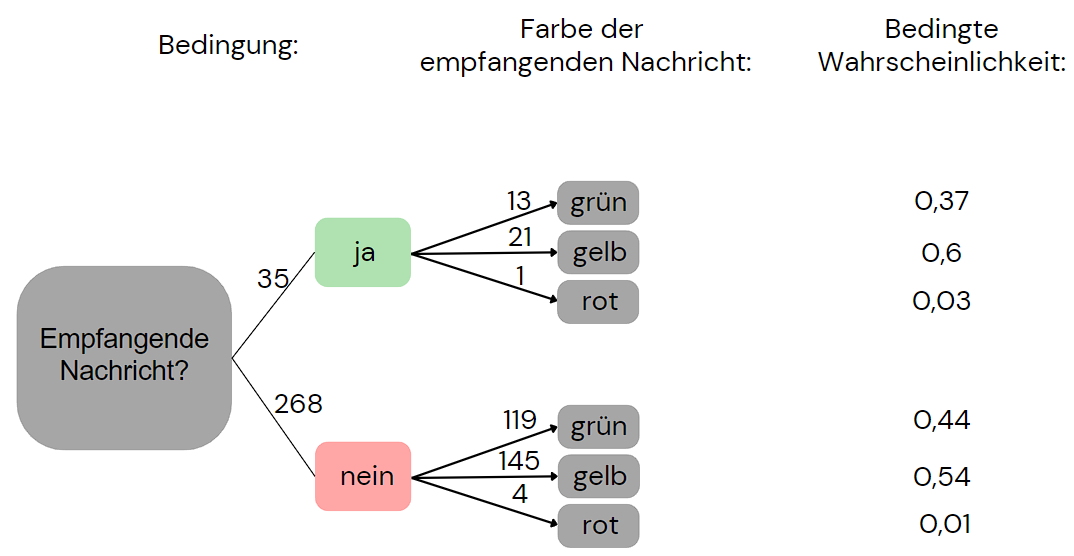 Bedingung:
Farbe der
empfangenden Nachricht:
Bedingte
Wahrscheinlichkeit:
Empfangende
Nachricht?
35
ja
13
grün
0,37
21
gelb
0,6
1
rot
0,03
268
nein
119
grün
0,44
145
gelb
0,54
4
rot
0,01